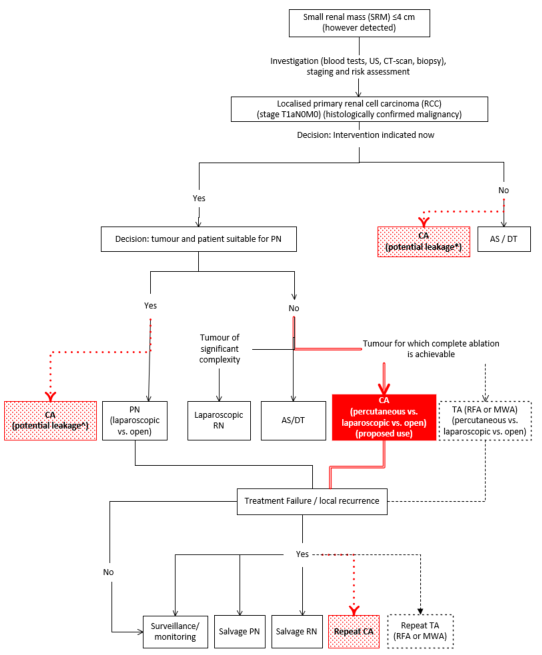 Small renal mass (SRM) ≤4 cm
(however detected)
Investigation (blood tests, US, CT-scan, biopsy),
staging and risk assessment
Localised primary renal cell carcinoma (RCC)
(stage T1aN0M0) (histologically confirmed malignancy)
Decision: Intervention indicated now
Yes
No
Decision: tumour and patient suitable for PN
CA
(potential leakage*)
AS / DT
Yes
No
Tumour of
significant
complexity
Tumour for which complete ablation
is achievable
CA
(potential leakage^)
PN
(laparoscopic
vs. open)
Laparoscopic
RN
AS/DT
CA
(percutaneous vs.
laparoscopic vs. open)
(proposed use)
TA (RFA or MWA)
(percutaneous vs.
laparoscopic vs. open)
Treatment Failure / local recurrence
No
Yes
Surveillance/
monitoring
Salvage PN
Salvage RN
Repeat CA
Repeat TA
(RFA or MWA)